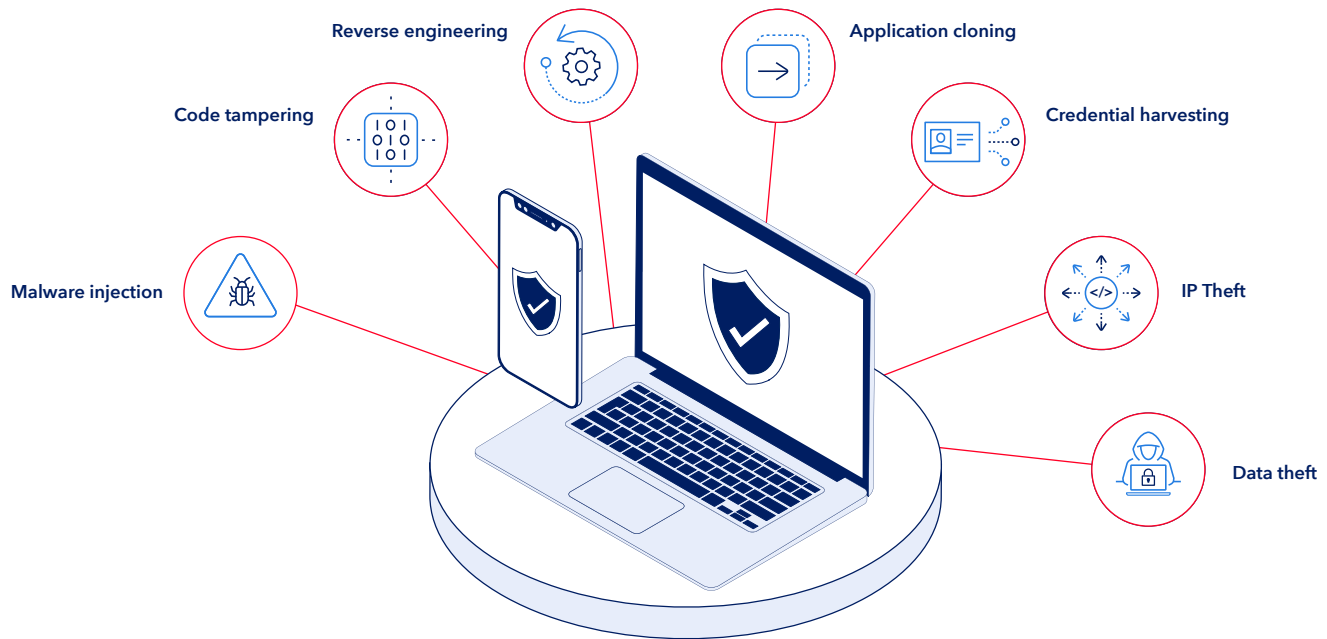 Reverse engineering
Application cloning
Code tampering
Credential harvesting
Malware injection
IP Theft
Data theft